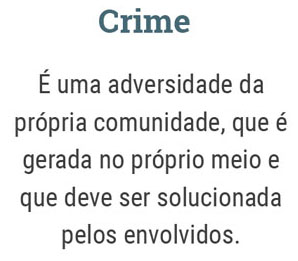 Crime
É uma adversidade da
própria comunidade, que é
gerada no próprio meio e
que deve ser solucionada
pelos envolvidos.